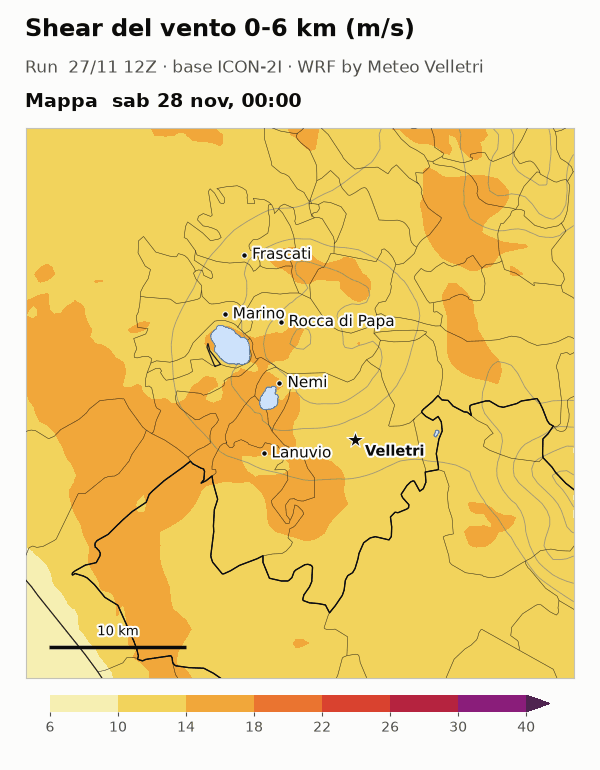 Shear del vento 0-6 km (m/s)
Run  27/11 12Z · base ICON-2I · WRF by Meteo Velletri
Mappa  sab 28 nov, 00:00
Frascati
Marino
Rocca di Papa
Nemi
Velletri
Lanuvio
10 km
6 10 14 18 22 26 30 40